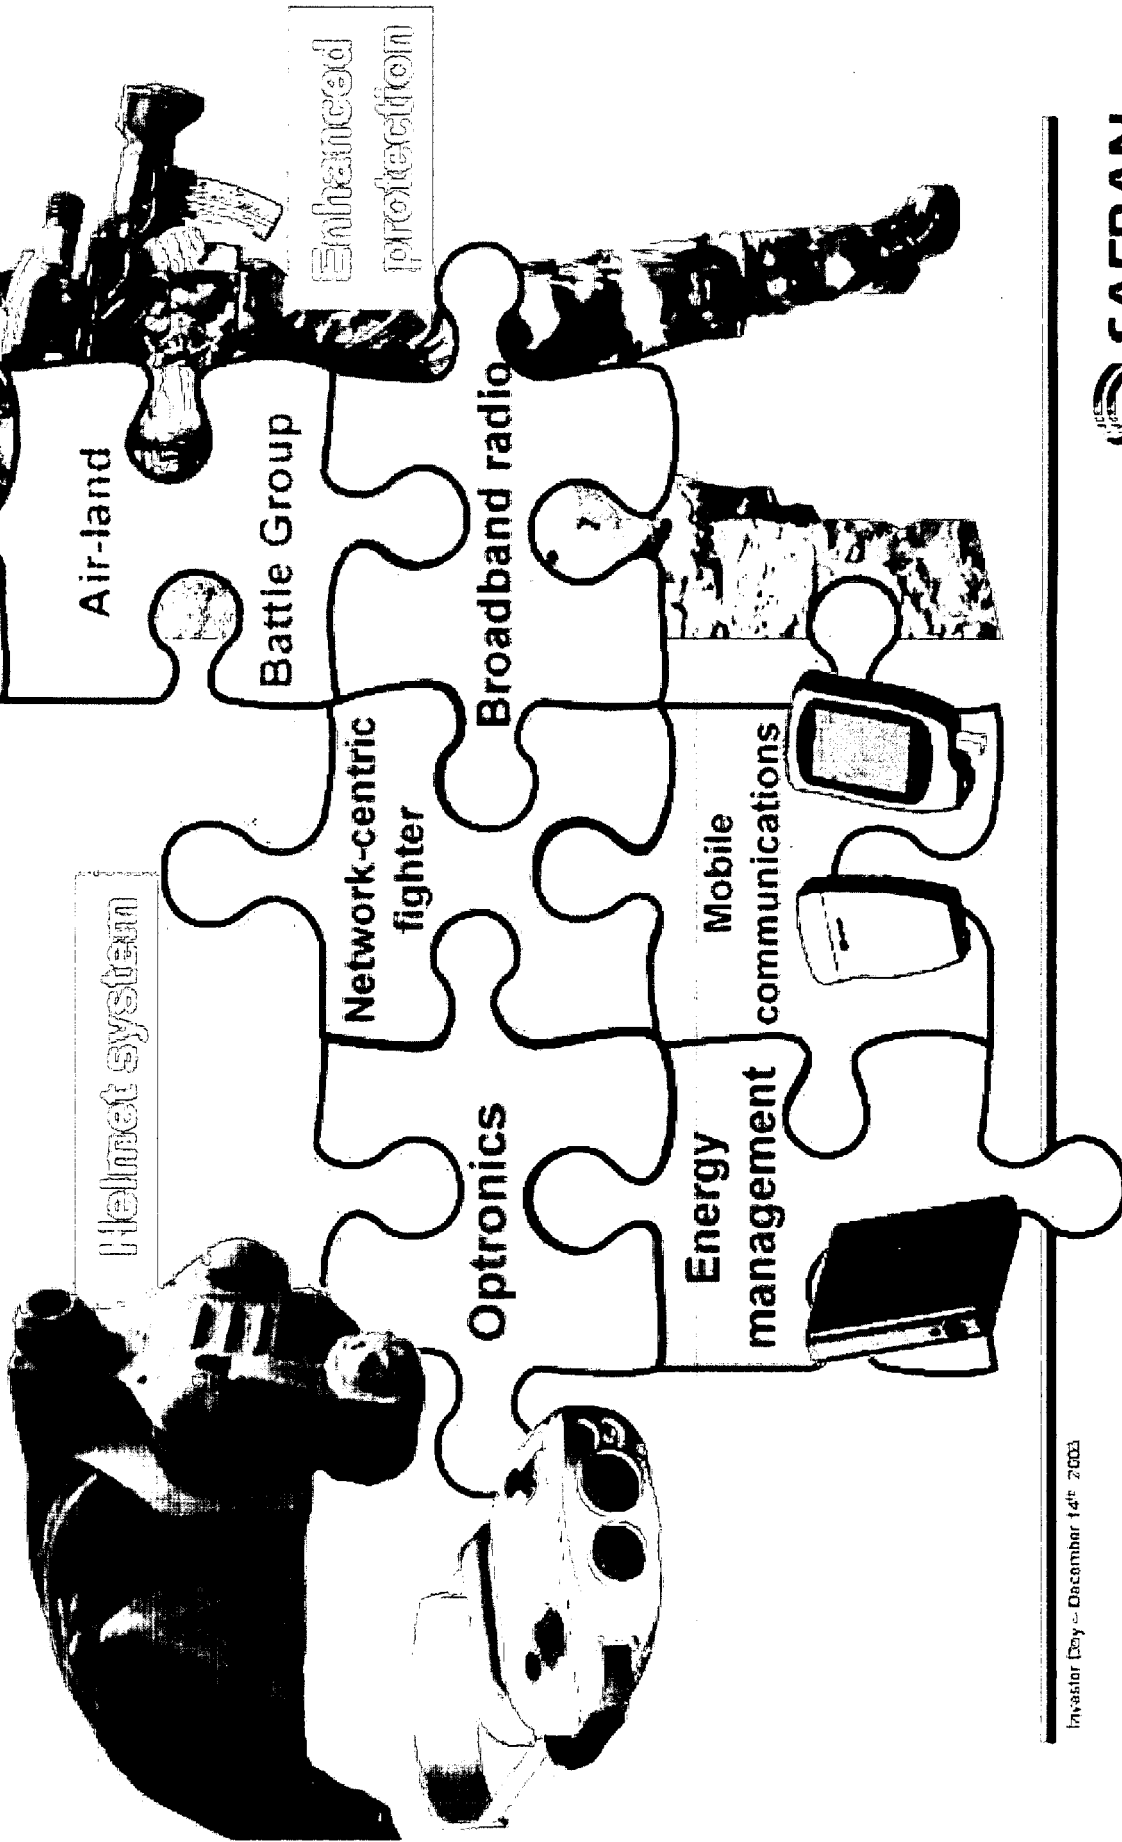 Helmet system
Air-land
Battle Group
Enhanced
protection
Network-centric
fighter
Optronics
Broadband radio
Energy
management
Mobile
communications
Investor Day – December 14th
SAFRAN